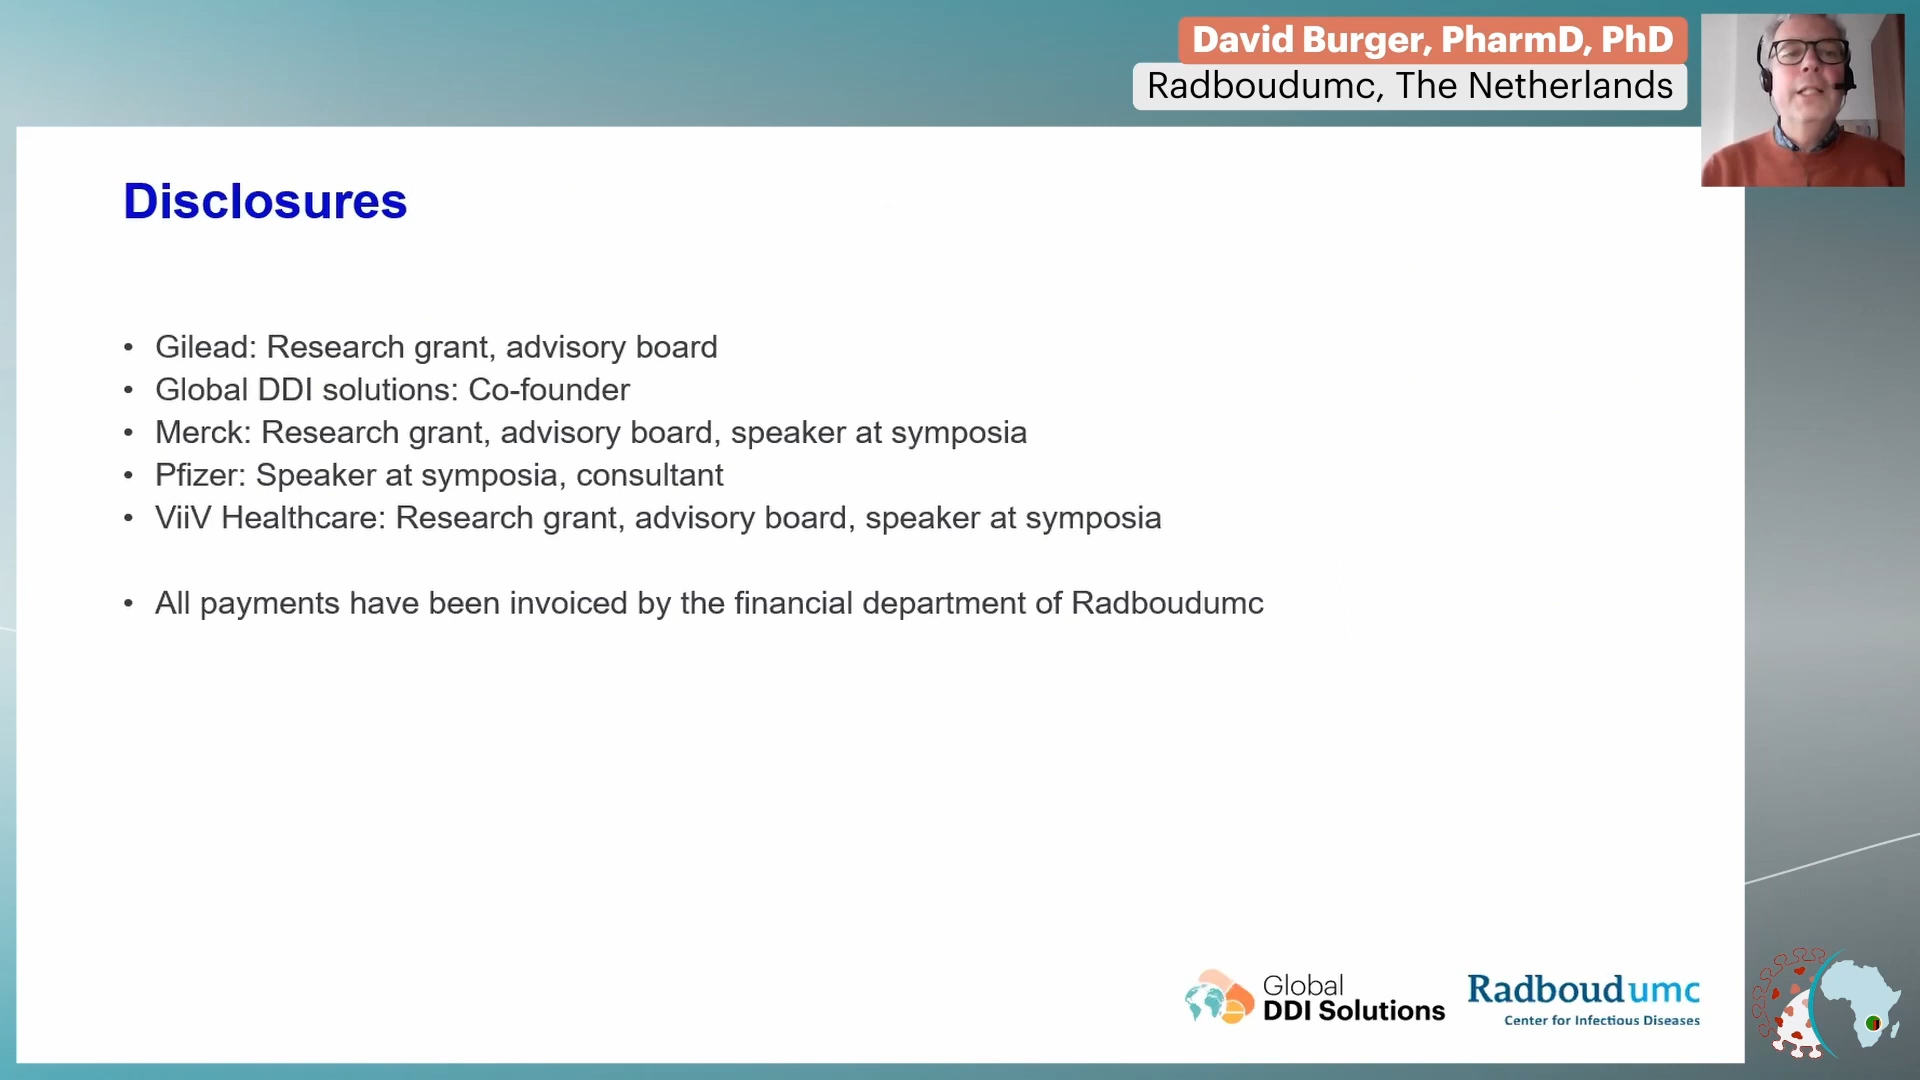 David Burger, PharmD, PhD
Radboudumc, The Netherlands
Disclosures
• Gilead: Research grant, advisory board
• Global DDI solutions: Co-founder
• Merck: Research grant, advisory board, speaker at symposia
• Pfizer: Speaker at symposia, consultant
• ViiV Healthcare: Research grant, advisory board, speaker at symposia
• All payments have been invoiced by the financial department of Radboudumc
Global
DDI Solutions
Radboudumc
Center for Infectious Diseases